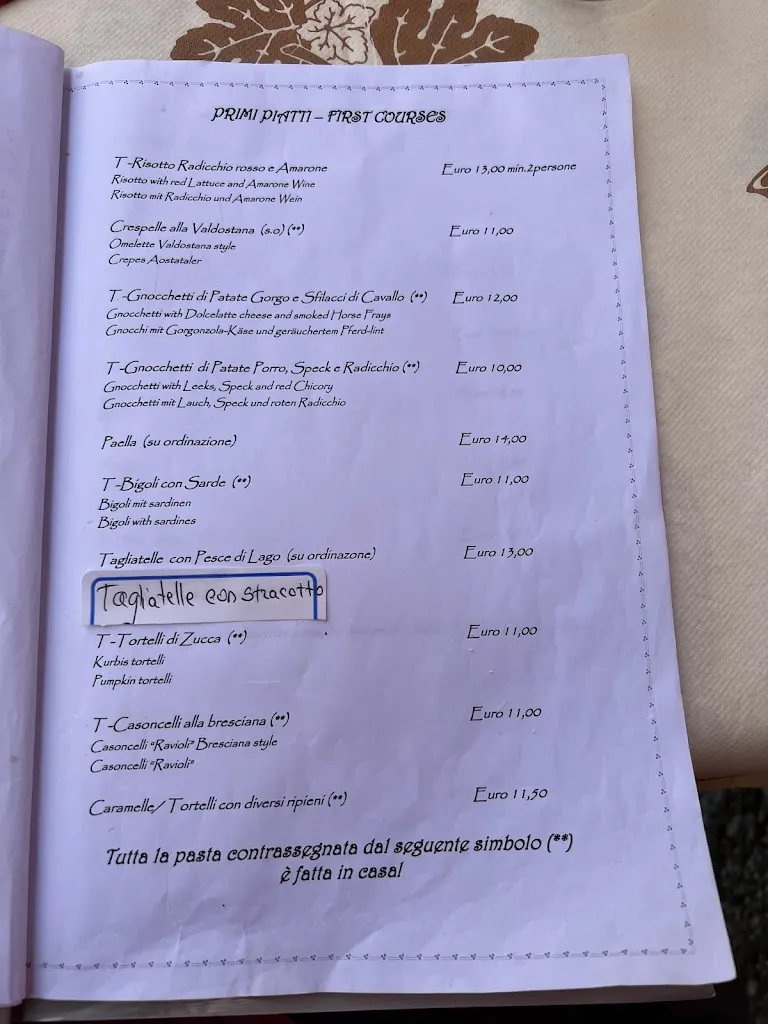 PRIMI PIATTI – FIRST COURSES
T-Risotto Radicchio rosso e Amarone Euro 13,00 min.2persone
Risotto with red Lattuce and Amarone Wine
Risotto mit Radicchio und Amarone Wein
Crespelle alla Valdostana (s.o) (**) Euro 11,00
Omelette Valdostana style
Crepes Aostataler
T-Gnocchetti di Patate Gorgo e Sfilacci di Cavallo (**) Euro 12,00
Gnocchetti with Dolcelatte cheese and smoked Horse Frays
Gnocchi mit Gorgonzola-Käse und geräuchertem Pferd-lint
T-Gnocchetti di Patate Porro, Speck e Radicchio (**) Euro 10,00
Gnocchetti with Leeks, Speck and red Chicory
Gnocchetti mit Lauch, Speck und roten Radicchio
Paella (su ordinazione) Euro 14,00
T-Bigoli con Sarde (**) Euro 11,00
Bigoli mit sardinen
Bigoli with sardines
Tagliatelle con Pesce di Lago (su ordinazone) Euro 13,00
Tagliatelle con stracotto
T-Tortelli di Zucca (**) Euro 11,00
Kurbis tortelli
Pumpkin tortelli
T-Casoncelli alla bresciana (**) Euro 11,00
Casoncelli "Ravioli" Bresciana style
Casoncelli "Ravioli"
Caramelle/ Tortelli con diversi ripieni (**) Euro 11,50
Tutta la pasta contrassegnata dal seguente simbolo (**)
è fatta in casa!